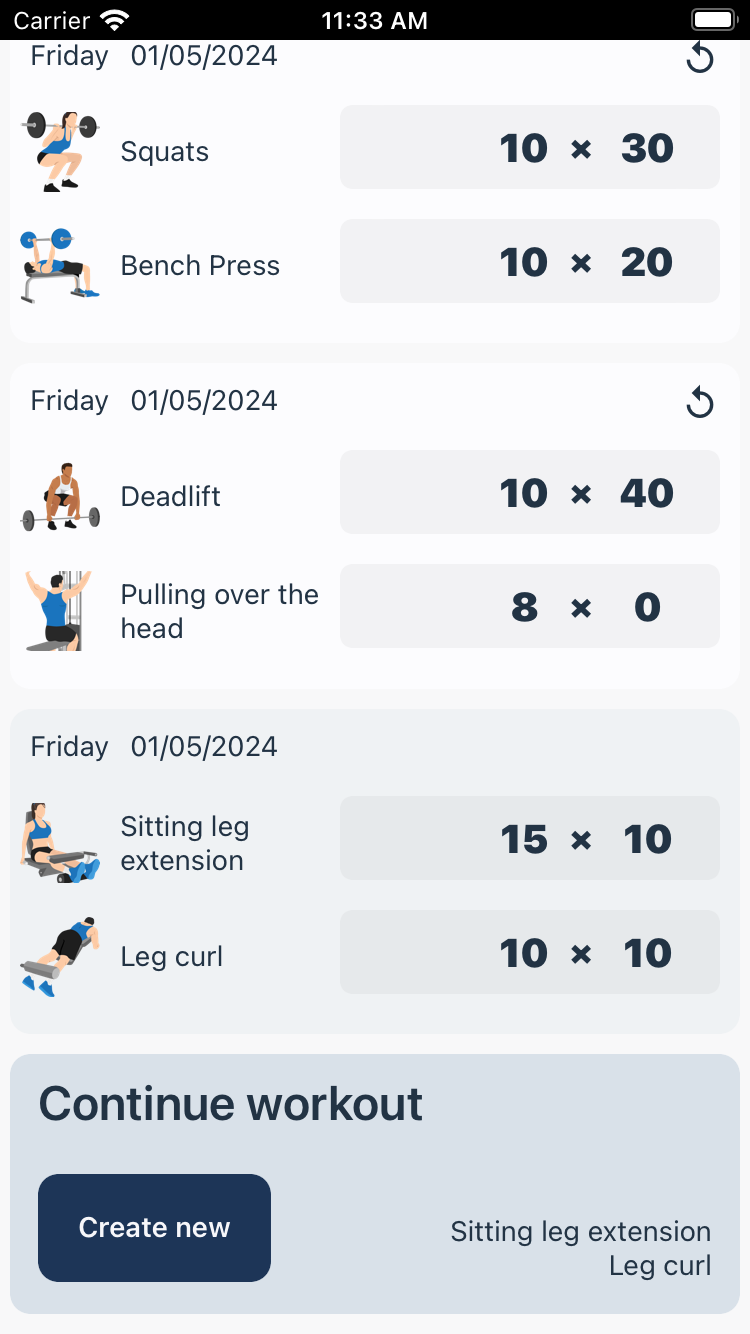 Carrier 11:33 AM
Friday 01/05/2024
Squats 10 × 30
Bench Press 10 × 20
Friday 01/05/2024
Deadlift 10 × 40
Pulling over the
head
8 × 0
Friday 01/05/2024
Sitting leg
extension
15 × 10
Leg curl 10 × 10
Continue workout
Create new
Sitting leg extension
Leg curl